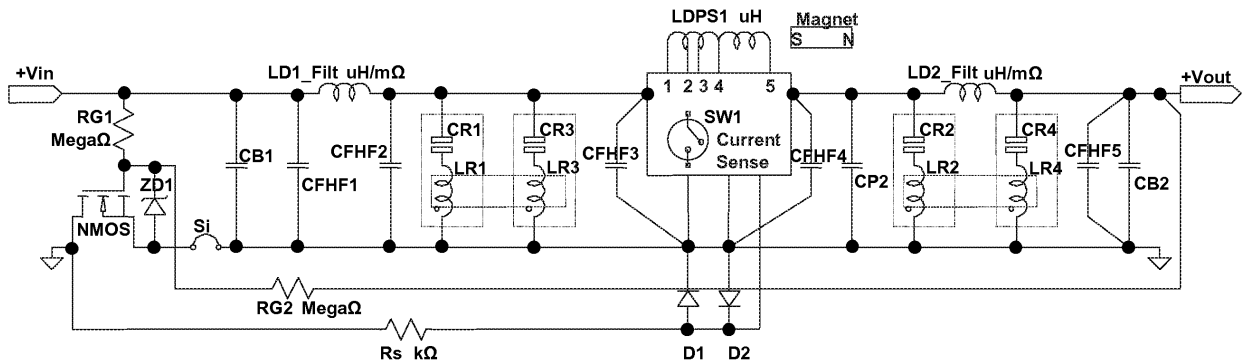 LDPS1 uH
Magnet
S N
+Vin
LD1_Filt uH/mΩ
1 2 3 4 5
LD2_Filt uH/mΩ
+Vout
RG1
MegaΩ
CR1
CR3
SW1
Current
Sense
CR2
CR4
CB1
CFHF1
CFHF2
LR1
LR3
CFHF3
CFHF4
CP2
LR2
LR4
CFHF5
CB2
ZD1
NMOS
Si
RG2 MegaΩ
Rs kΩ
D1
D2